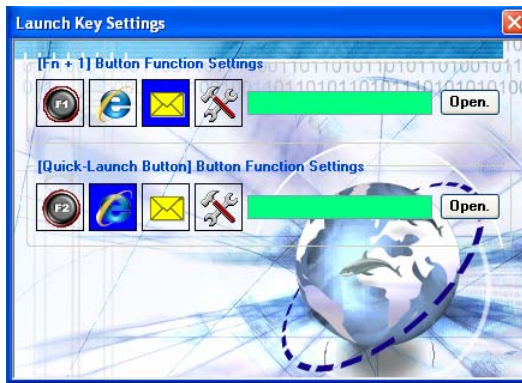 Launch Key Settings
[Fn + 1] Button Function Settings
F1
Open.
[Quick-Launch Button] Button Function Settings
F2
Open.